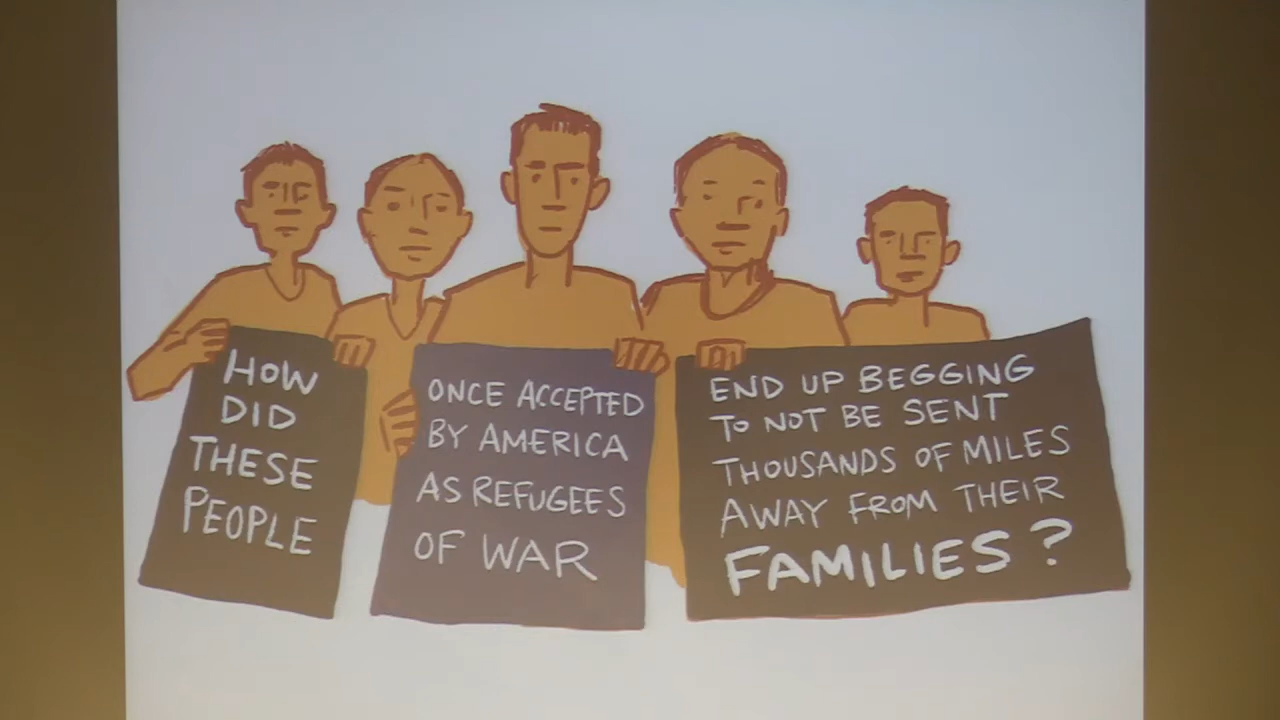 HOW
DID
THESE
PEOPLE
ONCE ACCEPTED
BY AMERICA
AS REFUGEES
OF WAR
END UP BEGGING
TO NOT BE SENT
THOUSANDS OF MILES
AWAY FROM THEIR
FAMILIES?